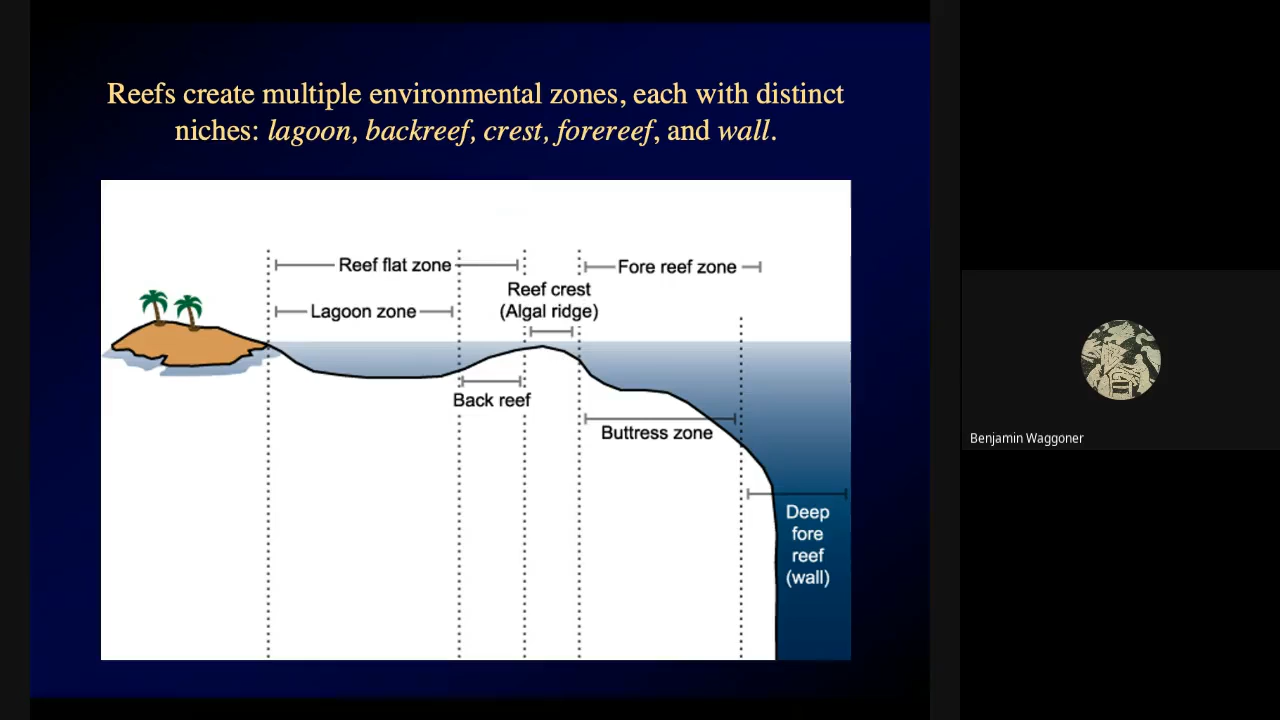 Reefs create multiple environmental zones, each with distinct
niches: lagoon, backreef, crest, forereef, and wall.
Reef flat zone
Fore reef zone
Reef crest
(Algal ridge)
Lagoon zone
Back reef
Buttress zone
Deep
fore
reef
(wall)
Benjamin Waggoner